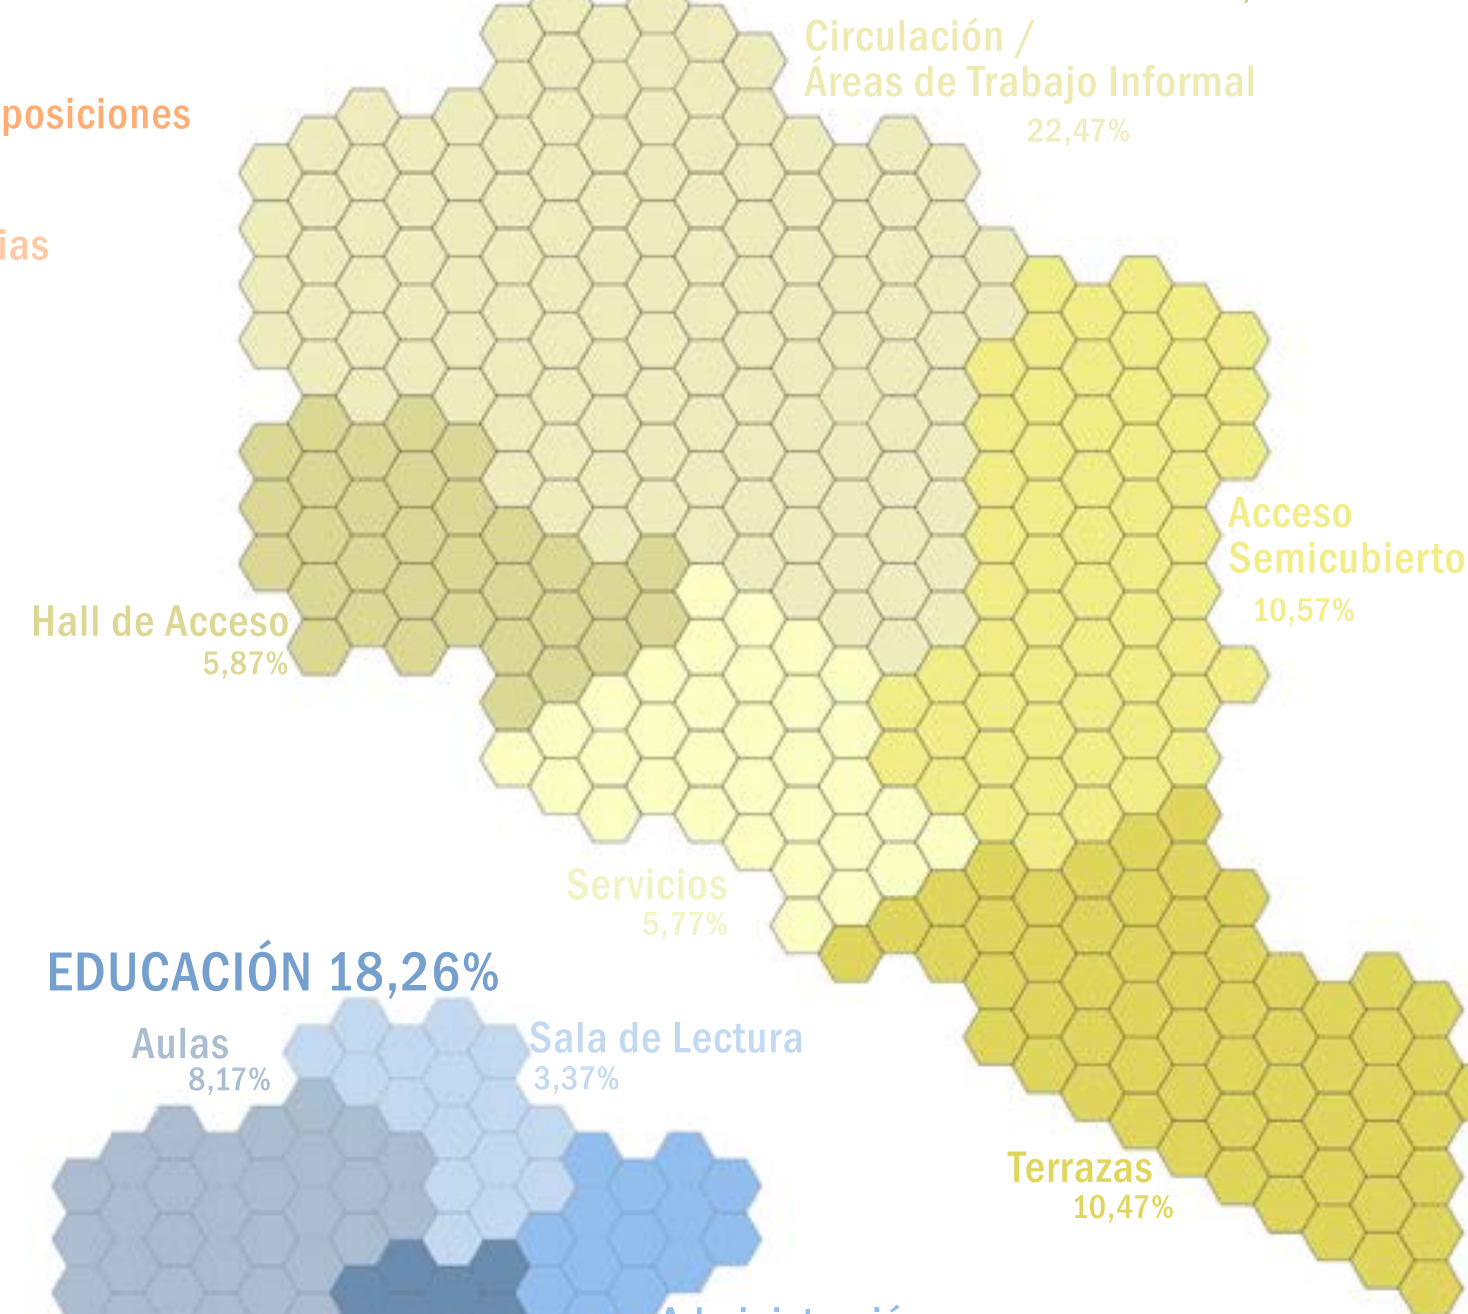 Circulación /
Áreas de Trabajo Informal
22,47%
posiciones
ias
Acceso
Semicubierto
10,57%
Hall de Acceso
5,87%
Servicios
5,77%
EDUCACIÓN 18,26%
Aulas
8,17%
Sala de Lectura
3,37%
Terrazas
10,47%